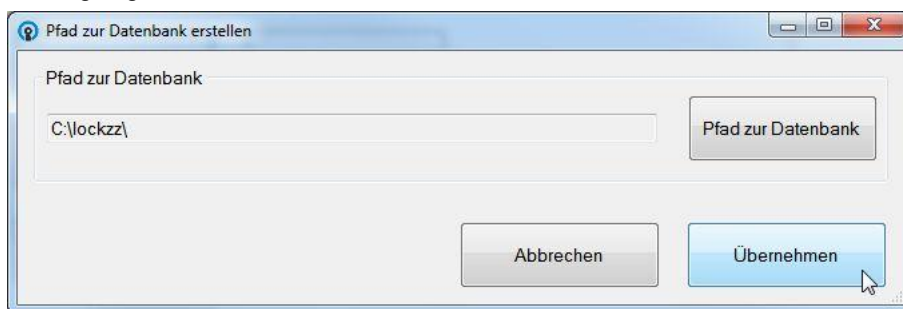 Pfad zur Datenbank erstellen
Pfad zur Datenbank
C:\lockzz\
Pfad zur Datenbank
Abbrechen
Übernehmen